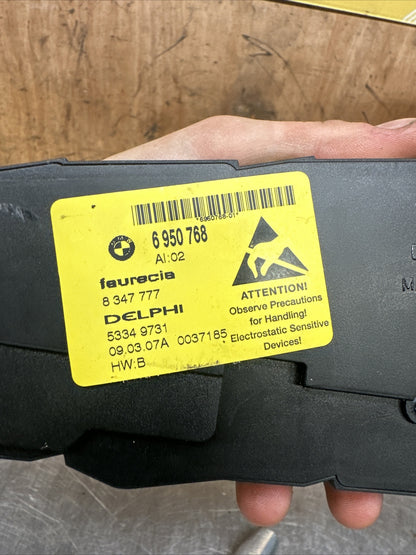 *6950768-01*
BMW
6 950 768
AI:02
faurecia
8 347 777
DELPHI
5334 9731
09.03.07A 0037185
HW:B
ATTENTION!
Observe Precautions
for Handling!
Electrostatic Sensitive
Devices!